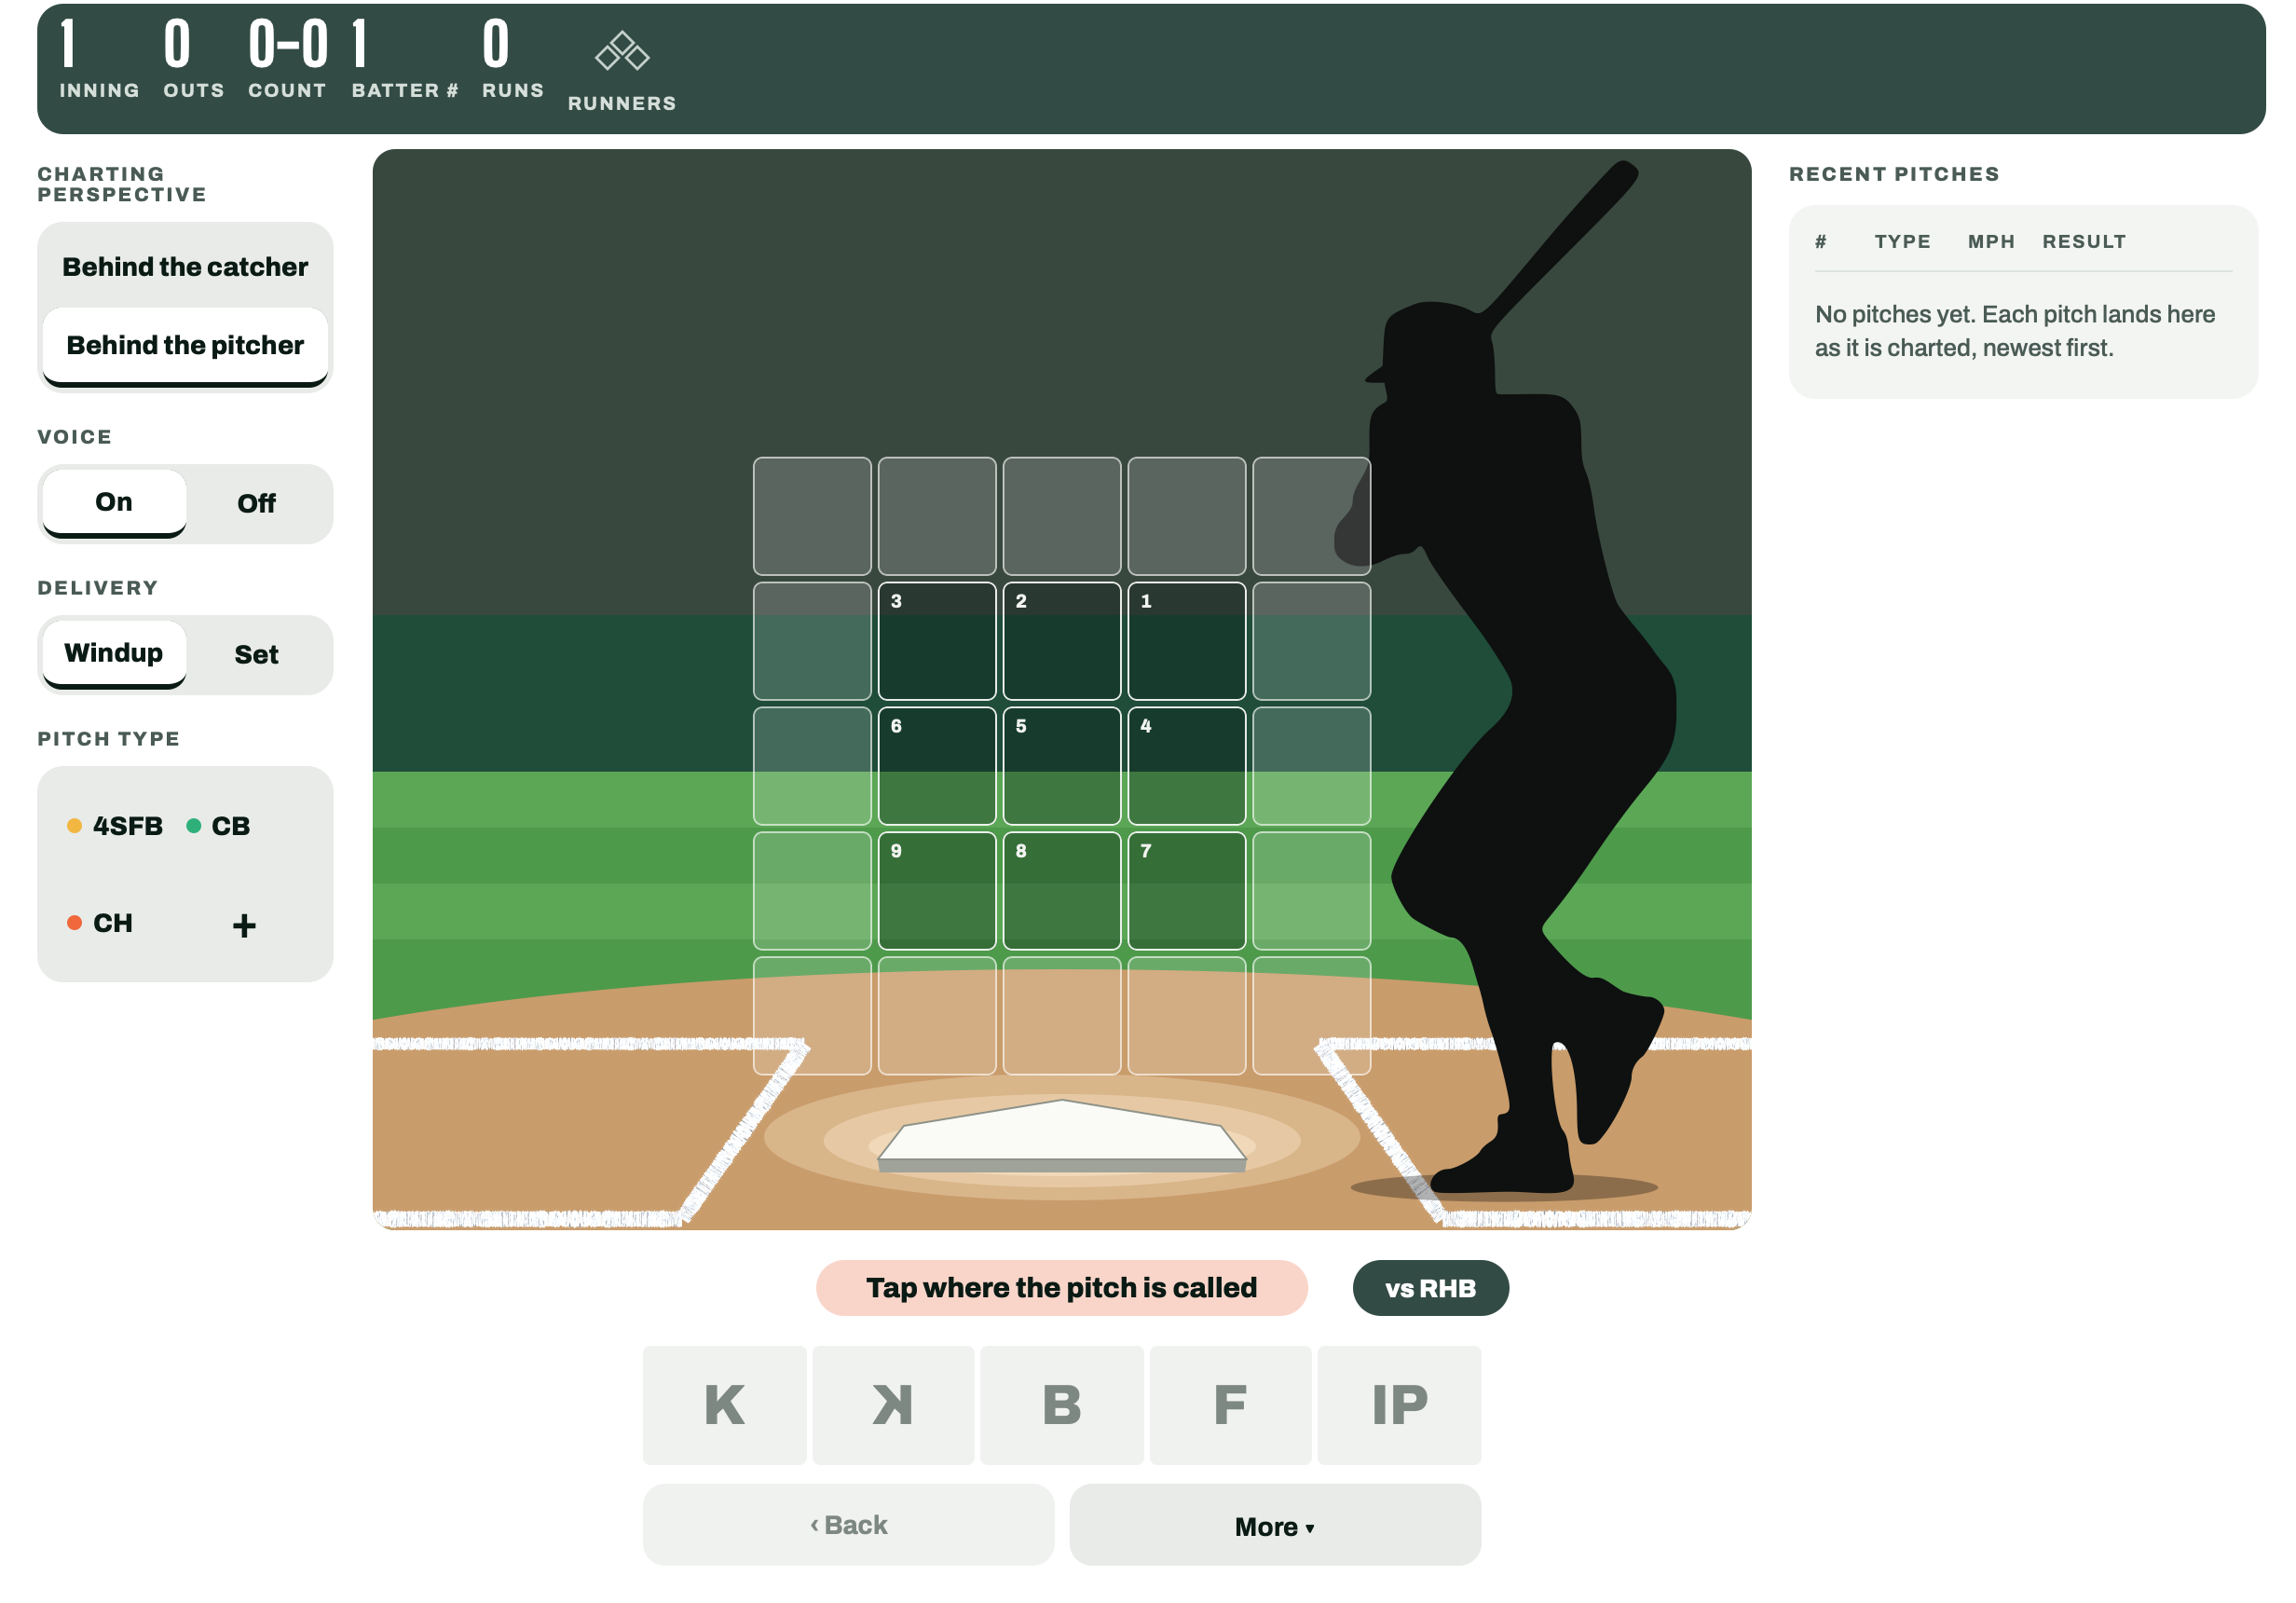 1 0 0-0 1 0
INNING OUTS COUNT BATTER # RUNS RUNNERS
CHARTING
PERSPECTIVE
Behind the catcher
Behind the pitcher
VOICE
On Off
DELIVERY
Windup Set
PITCH TYPE
4SFB CB
CH +
3 2 1
6 5 4
9 8 7
RECENT PITCHES
# TYPE MPH RESULT
No pitches yet. Each pitch lands here
as it is charted, newest first.
Tap where the pitch is called
vs RHB
K ꓘ B F IP
‹ Back
More ▾